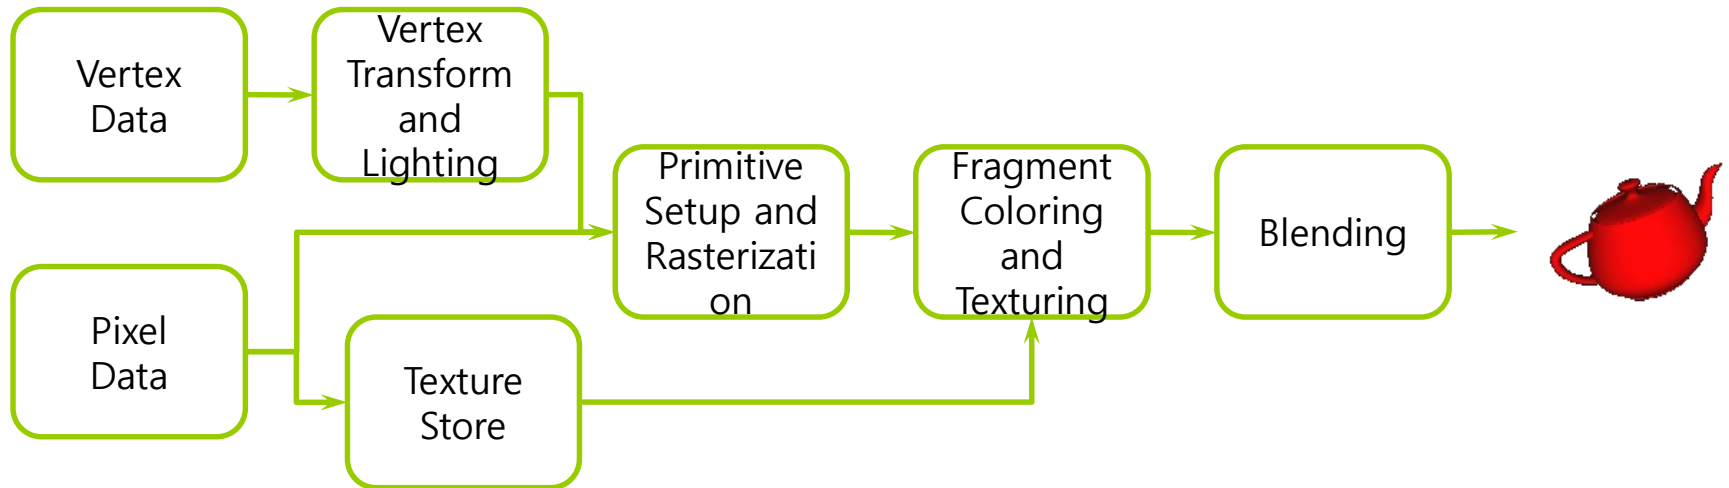 Vertex
Data
Vertex
Transform
and
Lighting
Primitive
Setup and
Rasterizati
on
Fragment
Coloring
and
Texturing
Blending
Pixel
Data
Texture
Store